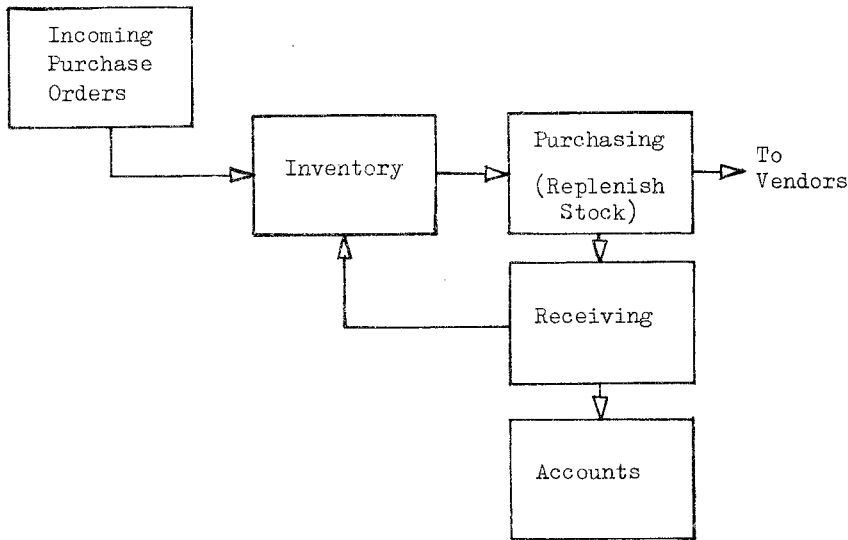 Incoming
Purchase
Orders
Inventory
Purchasing
(Replenish
Stock)
To
Vendors
Receiving
Accounts